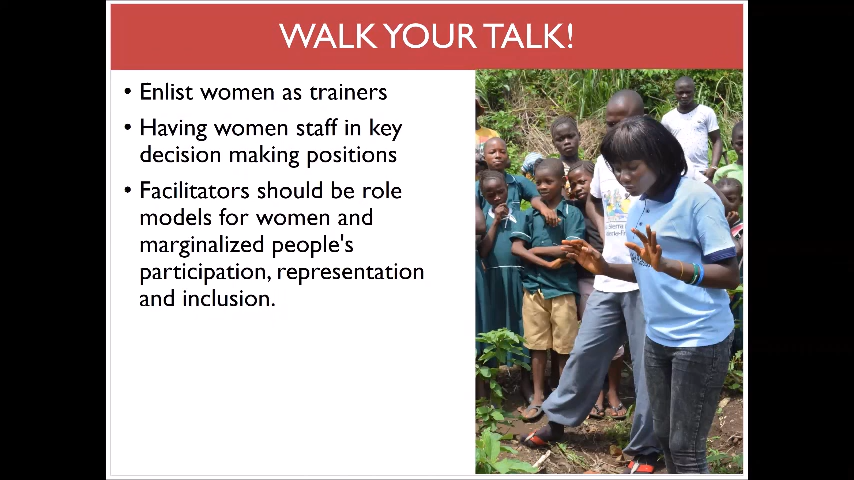 WALK YOUR TALK!
• Enlist women as trainers
• Having women staff in key
decision making positions
• Facilitators should be role
models for women and
marginalized people's
participation, representation
and inclusion.